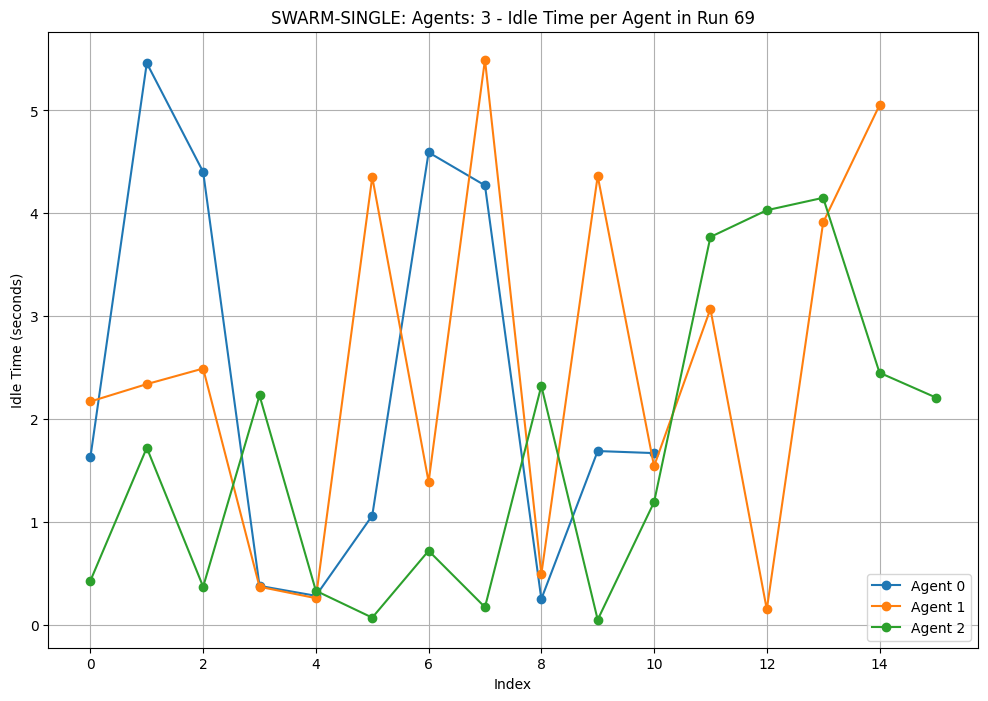 SWARM-SINGLE: Agents: 3 - Idle Time per Agent in Run 69
Idle Time (seconds)
5
4
3
2
1
0
0 2 4 6 8 10 12 14
Index
Agent 0
Agent 1
Agent 2